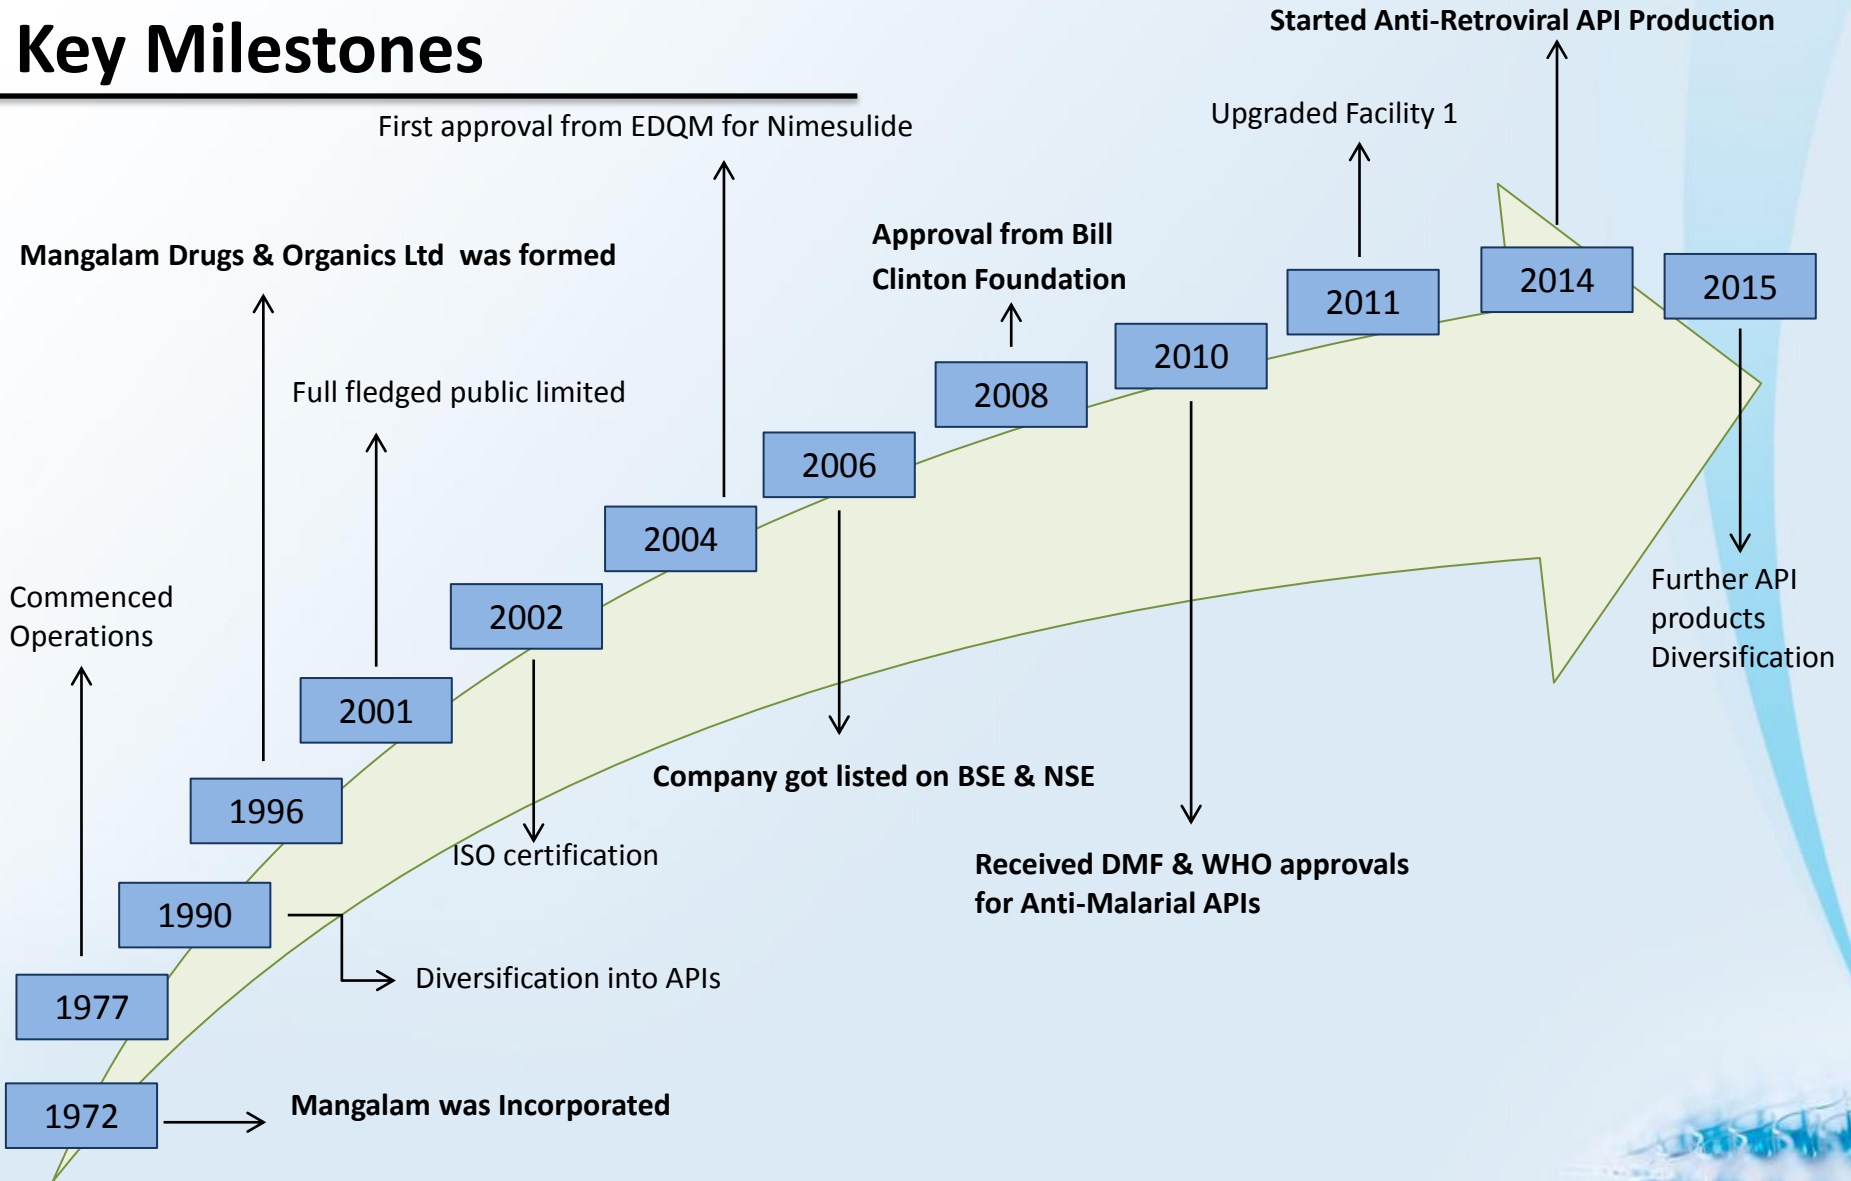 Key Milestones
Started Anti-Retroviral API Production
First approval from EDQM for Nimesulide
Upgraded Facility 1
Mangalam Drugs & Organics Ltd was formed
Approval from Bill
Clinton Foundation
Full fledged public limited
2014
2015
2011
2010
2008
2006
2004
2002
2001
1996
1990
1977
1972
Commenced
Operations
Further API
products
Diversification
Company got listed on BSE & NSE
ISO certification
Received DMF & WHO approvals
for Anti-Malarial APIs
Diversification into APIs
Mangalam was Incorporated